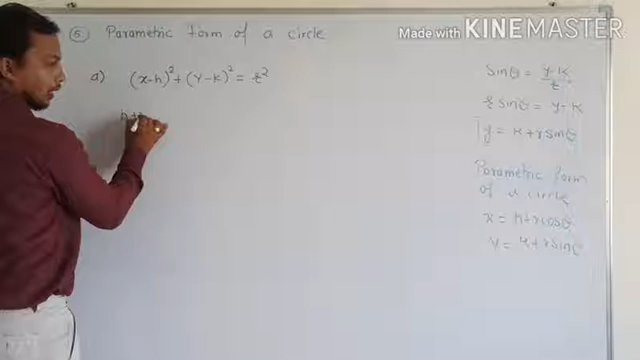 ⑤ Parametric form of a circle
a) (x-h)² + (y-k)² = r²
h+
Made with KINEMASTER
Sinθ = y-k/r
r sinθ = y-k
y = k + r sinθ
Parametric form
of a circle
x = h + r cosθ
y = k + r sinθ